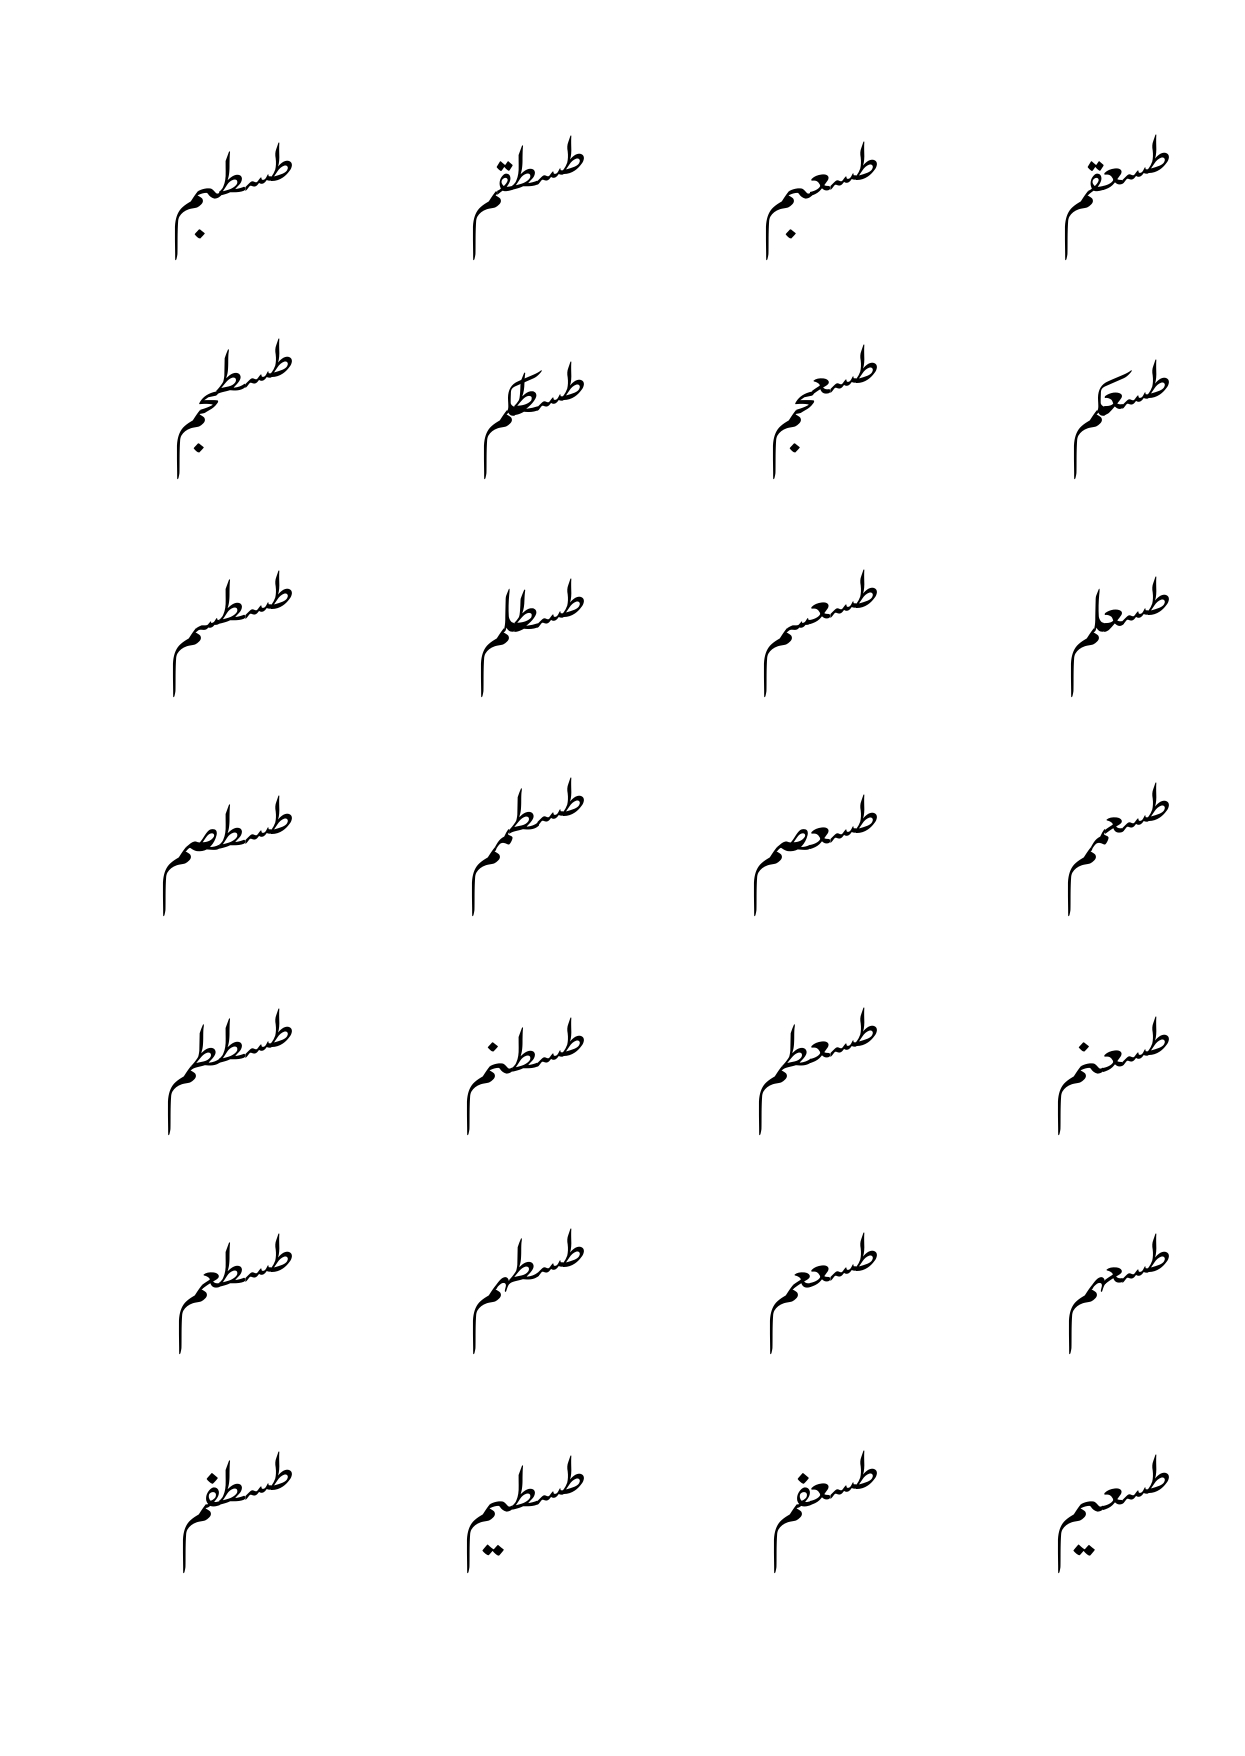 طسعقم طسعبم طسطقم طسطبم
طسعكم طسعجم طسطكم طسطجم
طسعلم طسعسم طسطلم طسطسم
طسعمم طسعصم طسطمم طسطصم
طسعنم طسعطم طسطنم طسططم
طسعهم طسععم طسطهم طسطعم
طسعيم طسعفم طسطيم طسطفم